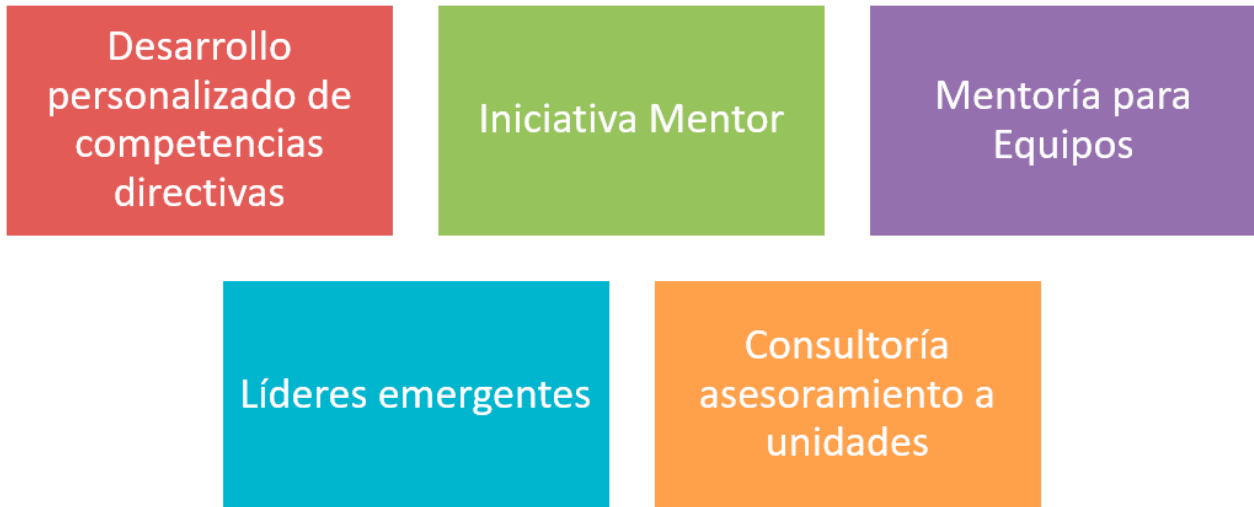 Desarrollo
personalizado de
competencias
directivas
Iniciativa Mentor
Mentoría para
Equipos
Líderes emergentes
Consultoría
asesoramiento a
unidades